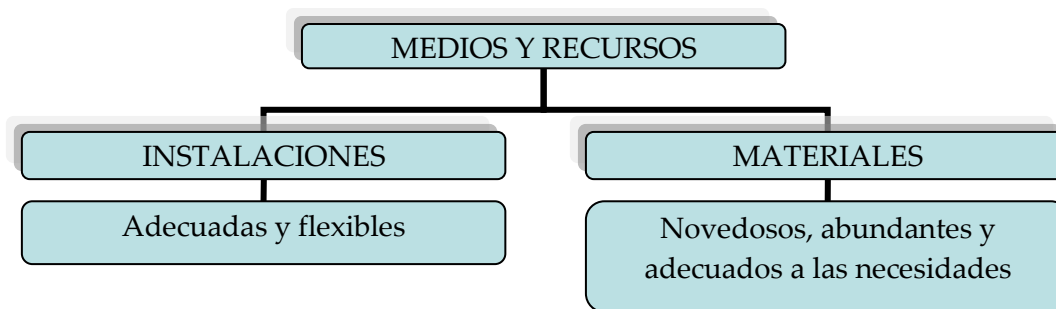 MEDIOS Y RECURSOS
INSTALACIONES
MATERIALES
Adecuadas y flexibles
Novedosos, abundantes y
adecuados a las necesidades